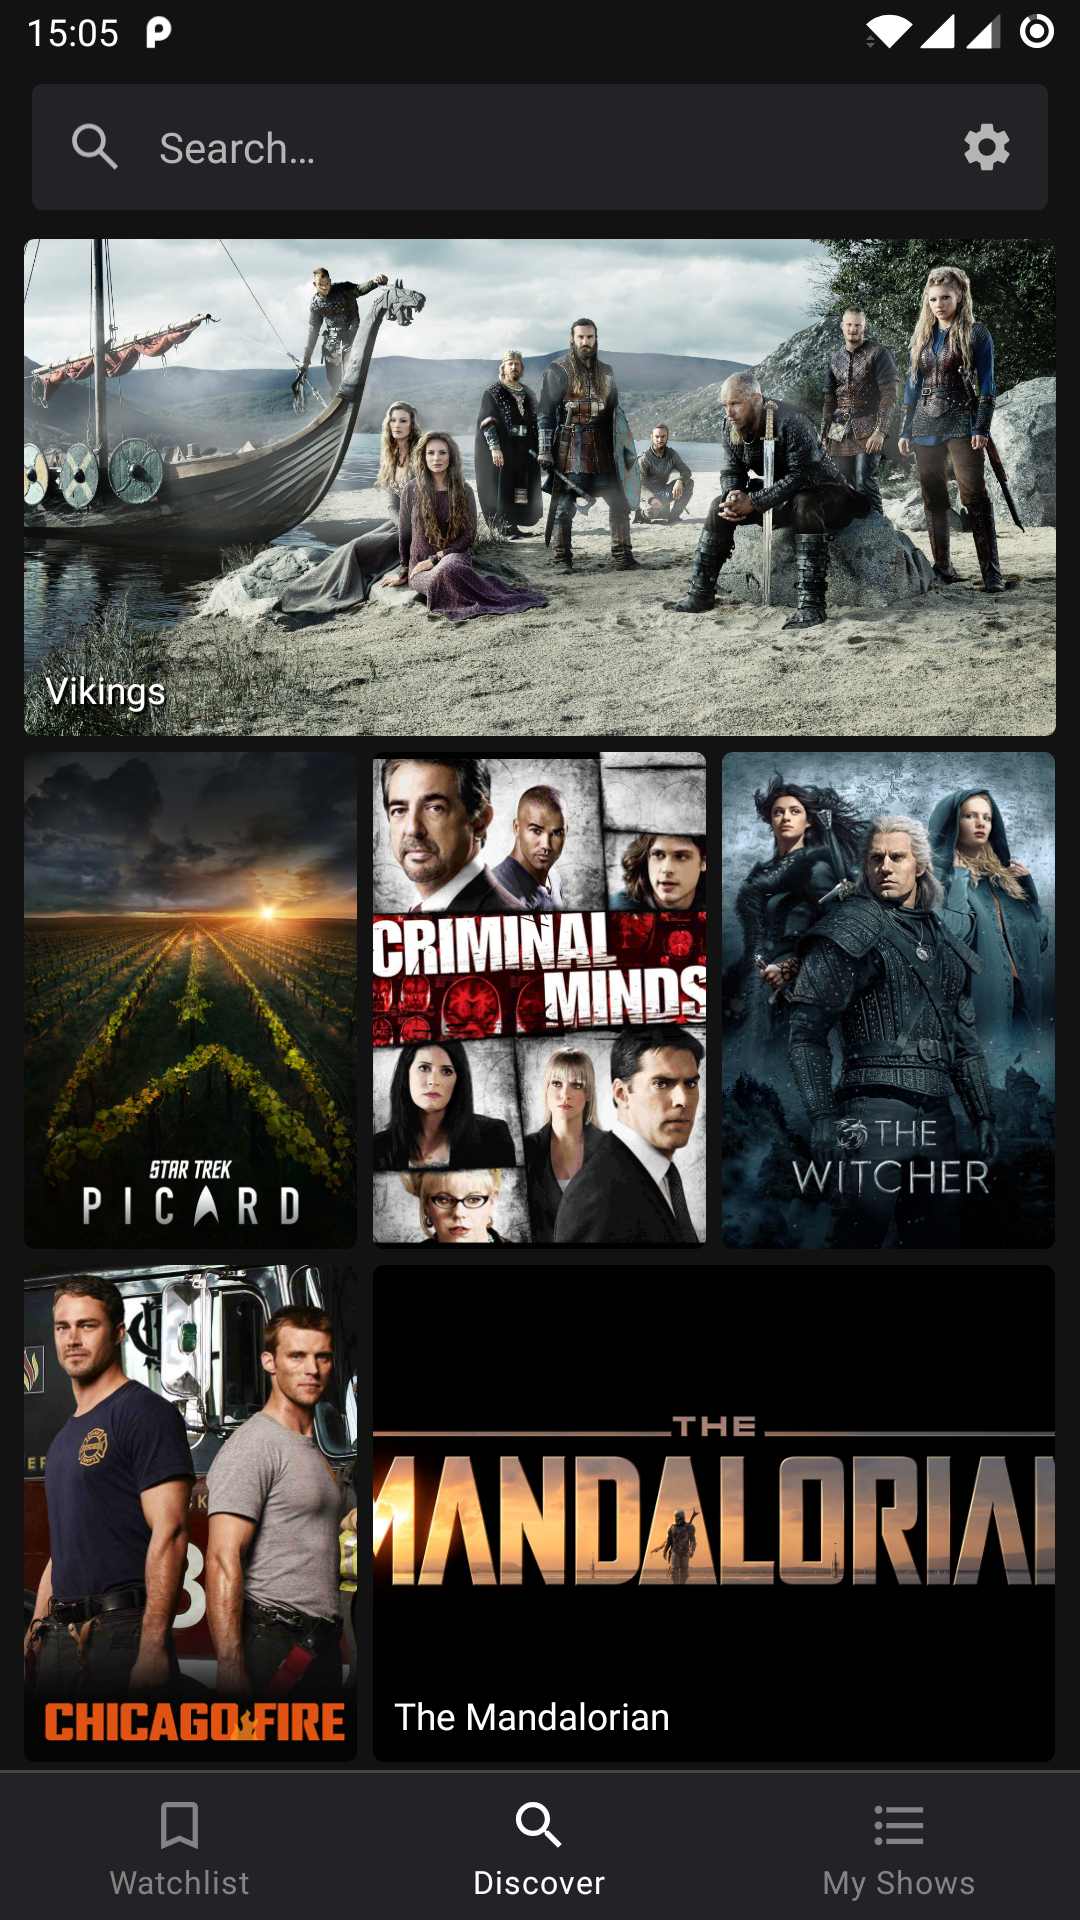 15:05
Search...
Vikings
STAR TREK
PICARD
CRIMINAL
MINDS
THE
WITCHER
CHICAGO FIRE
THE
MANDALORIAN
The Mandalorian
Watchlist
Discover
My Shows